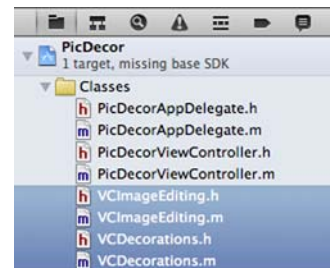 PicDecor
1 target, missing base SDK
Classes
h PicDecorAppDelegate.h
m PicDecorAppDelegate.m
h PicDecorViewController.h
m PicDecorViewController.m
h VCImageEditing.h
m VCImageEditing.m
h VCDecorations.h
m VCDecorations.m